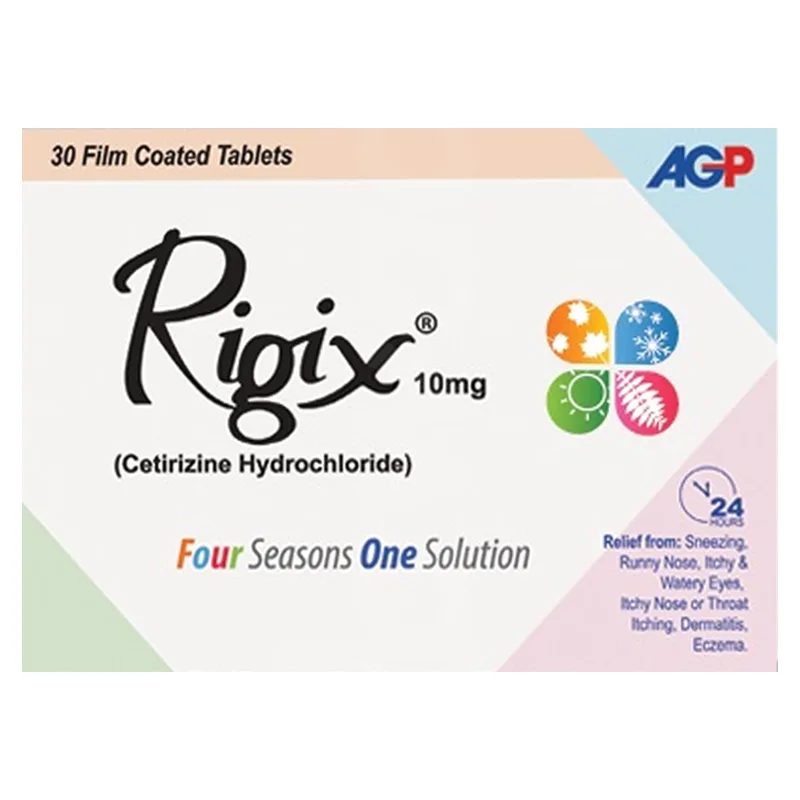 30 Film Coated Tablets
AGP
Rigix®
10mg
(Cetirizine Hydrochloride)
Four Seasons One Solution
24
HOURS
Relief from: Sneezing,
Runny Nose, Itchy &
Watery Eyes,
Itchy Nose or Throat
Itching, Dermatitis,
Eczema.